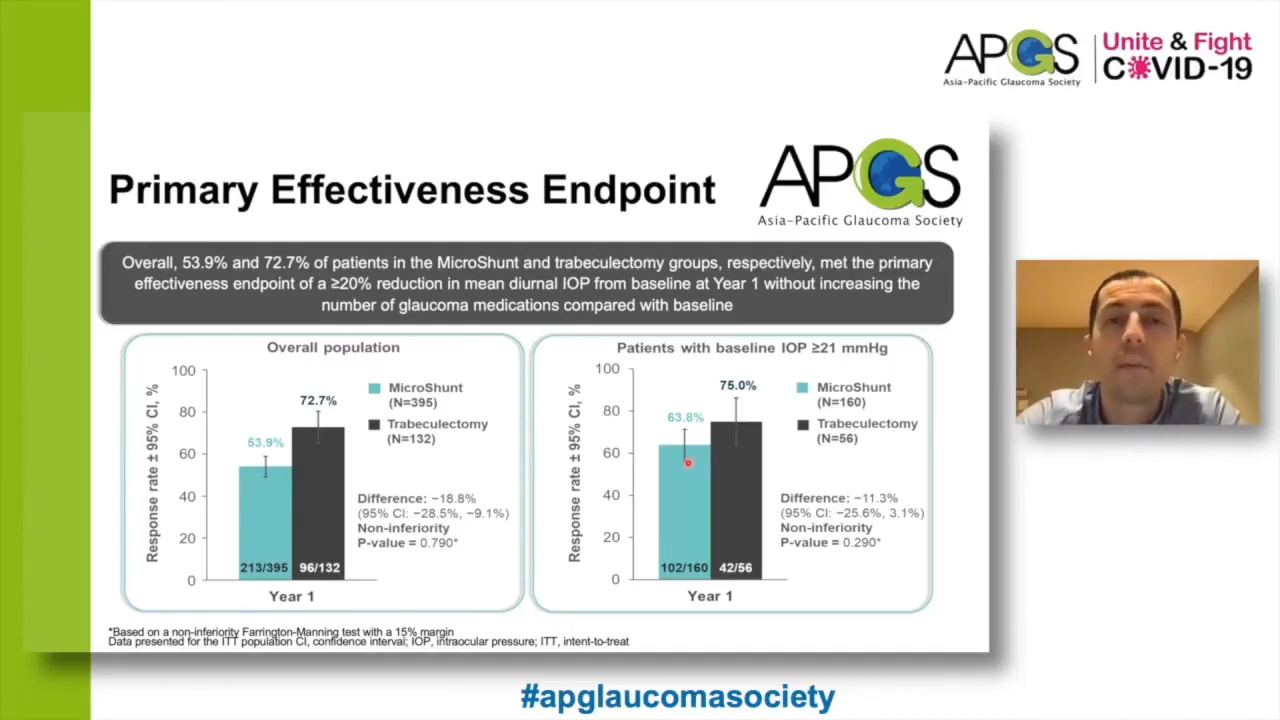 APGS
Asia-Pacific Glaucoma Society
Unite & Fight
COVID-19
Primary Effectiveness Endpoint
APGS
Asia-Pacific Glaucoma Society
Overall, 53.9% and 72.7% of patients in the MicroShunt and trabeculectomy groups, respectively, met the primary
effectiveness endpoint of a ≥20% reduction in mean diurnal IOP from baseline at Year 1 without increasing the
number of glaucoma medications compared with baseline
Overall population
Response rate ± 95% CI, %
100
80
60
40
20
0
53.9%
72.7%
213/395
96/132
Year 1
MicroShunt
(N=395)
Trabeculectomy
(N=132)
Difference: −18.8%
(95% CI: −28.5%, −9.1%)
Non-inferiority
P-value = 0.790*
Patients with baseline IOP ≥21 mmHg
Response rate ± 95% CI, %
100
80
60
40
20
0
63.8%
75.0%
102/160
42/56
Year 1
MicroShunt
(N=160)
Trabeculectomy
(N=56)
Difference: −11.3%
(95% CI: −25.6%, 3.1%)
Non-inferiority
P-value = 0.290*
*Based on a non-inferiority Farrington-Manning test with a 15% margin
Data presented for the ITT population CI, confidence interval; IOP, intraocular pressure; ITT, intent-to-treat
#apglaucomasociety